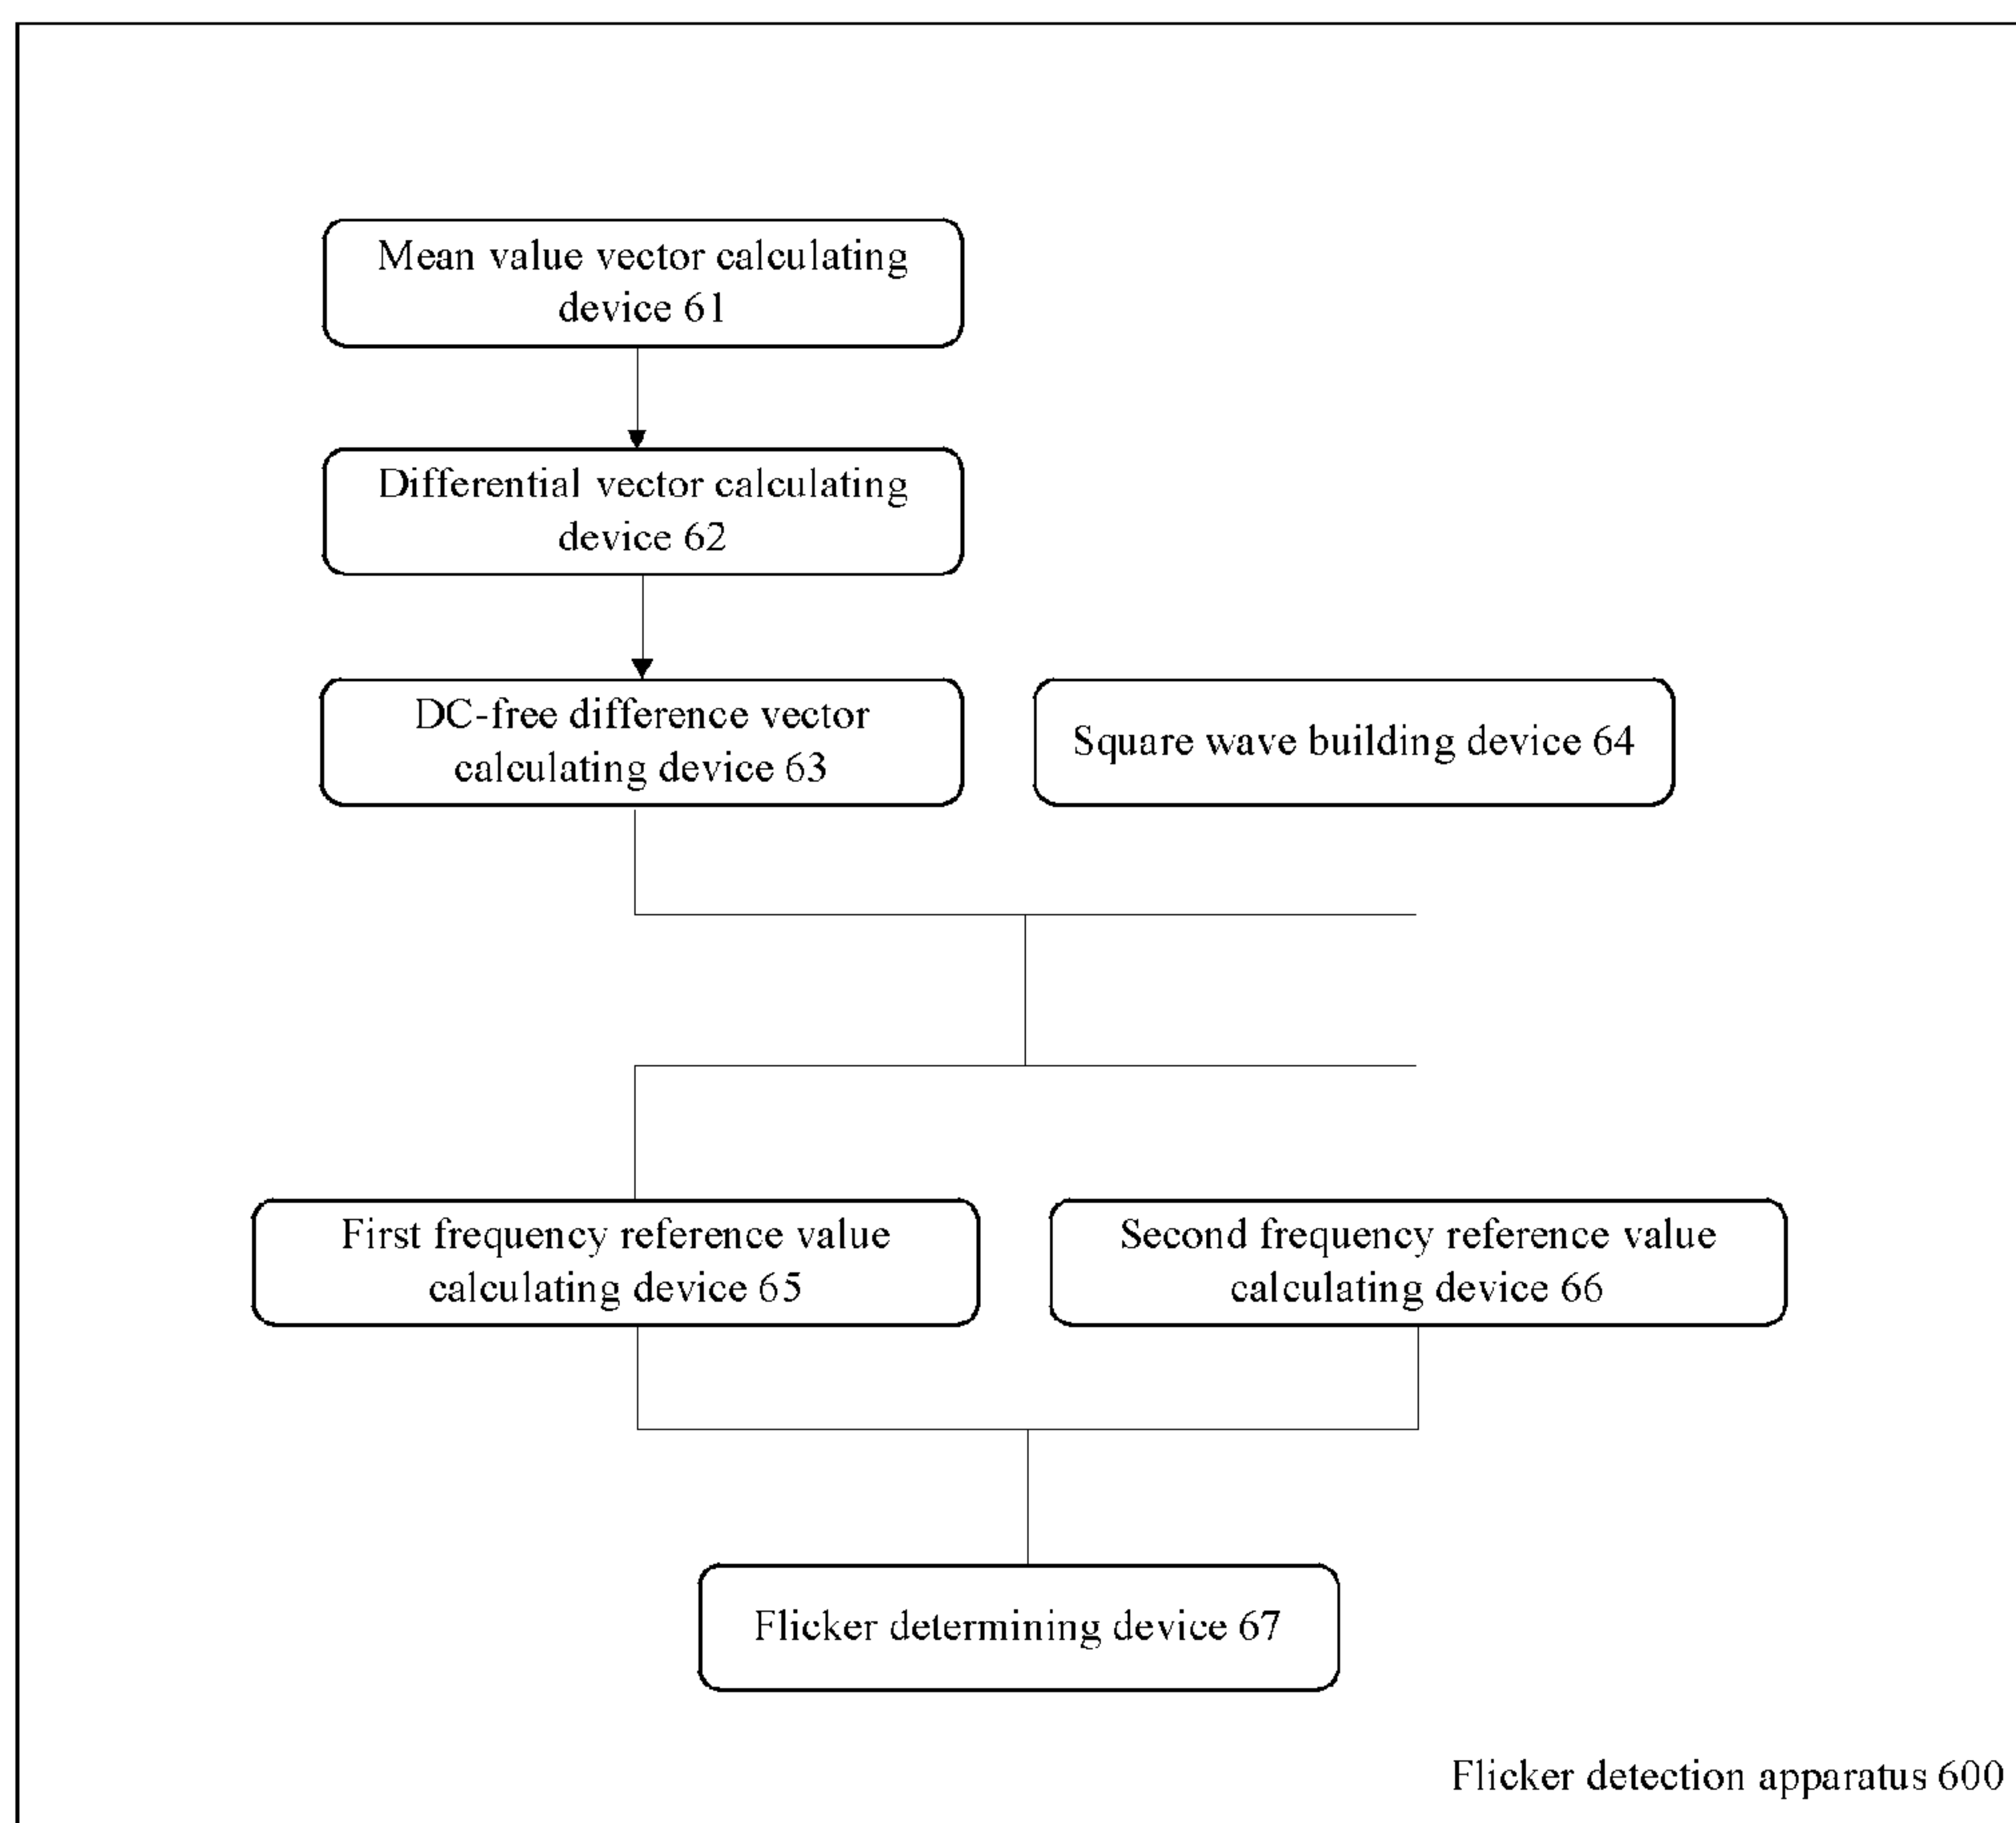 Mean value vector calculating
device 61
Differential vector calculating
device 62
DC-free difference vector
calculating device 63
Square wave building device 64
First frequency reference value
calculating device 65
Second frequency reference value
calculating device 66
Flicker determining device 67
Flicker detection apparatus 600